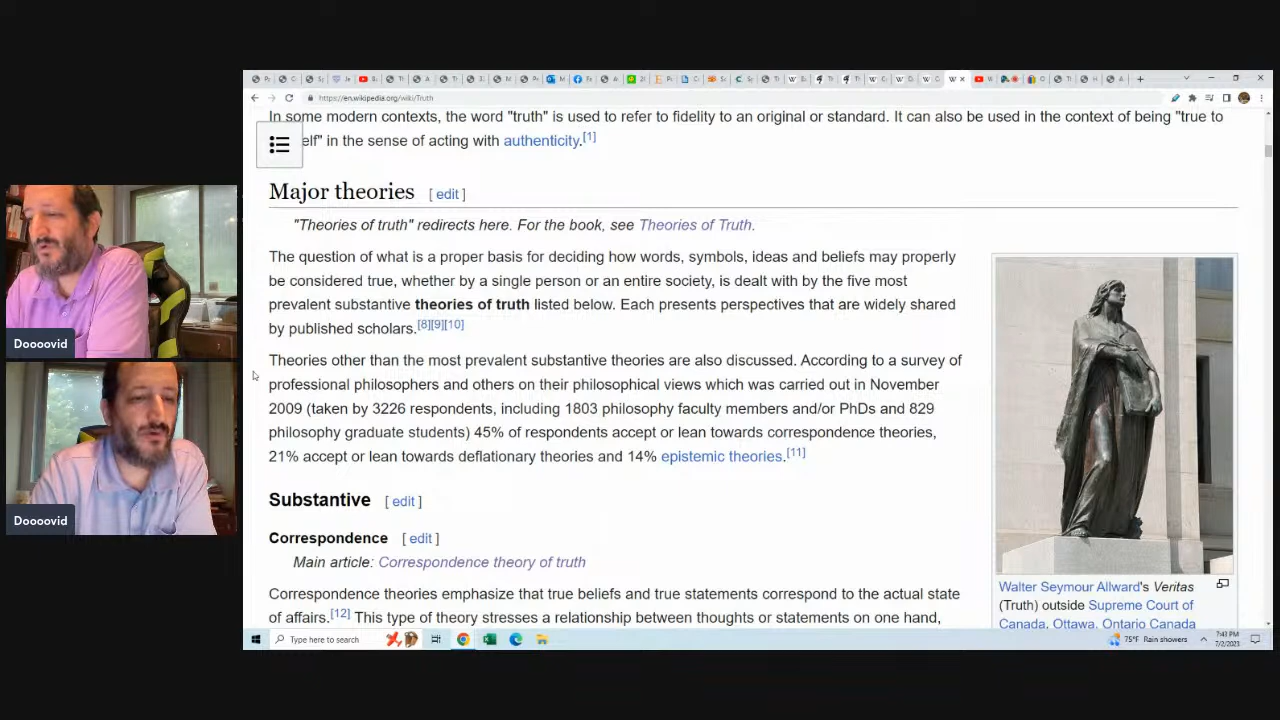 https://en.wikipedia.org/wiki/Truth
In some modern contexts, the word "truth" is used to refer to fidelity to an original or standard. It can also be used in the context of being "true to
elf" in the sense of acting with authenticity.[1]
Major theories [ edit ]
"Theories of truth" redirects here. For the book, see Theories of Truth.
The question of what is a proper basis for deciding how words, symbols, ideas and beliefs may properly
be considered true, whether by a single person or an entire society, is dealt with by the five most
prevalent substantive theories of truth listed below. Each presents perspectives that are widely shared
by published scholars.[8][9][10]
Theories other than the most prevalent substantive theories are also discussed. According to a survey of
professional philosophers and others on their philosophical views which was carried out in November
2009 (taken by 3226 respondents, including 1803 philosophy faculty members and/or PhDs and 829
philosophy graduate students) 45% of respondents accept or lean towards correspondence theories,
21% accept or lean towards deflationary theories and 14% epistemic theories.[11]
Substantive [ edit ]
Correspondence [ edit ]
Main article: Correspondence theory of truth
Correspondence theories emphasize that true beliefs and true statements correspond to the actual state
of affairs.[12] This type of theory stresses a relationship between thoughts or statements on one hand,
Walter Seymour Allward's Veritas
(Truth) outside Supreme Court of
Canada, Ottawa, Ontario Canada
Doooovid
Doooovid
Type here to search
75°F Rain showers
7:43 PM
7/2/2023